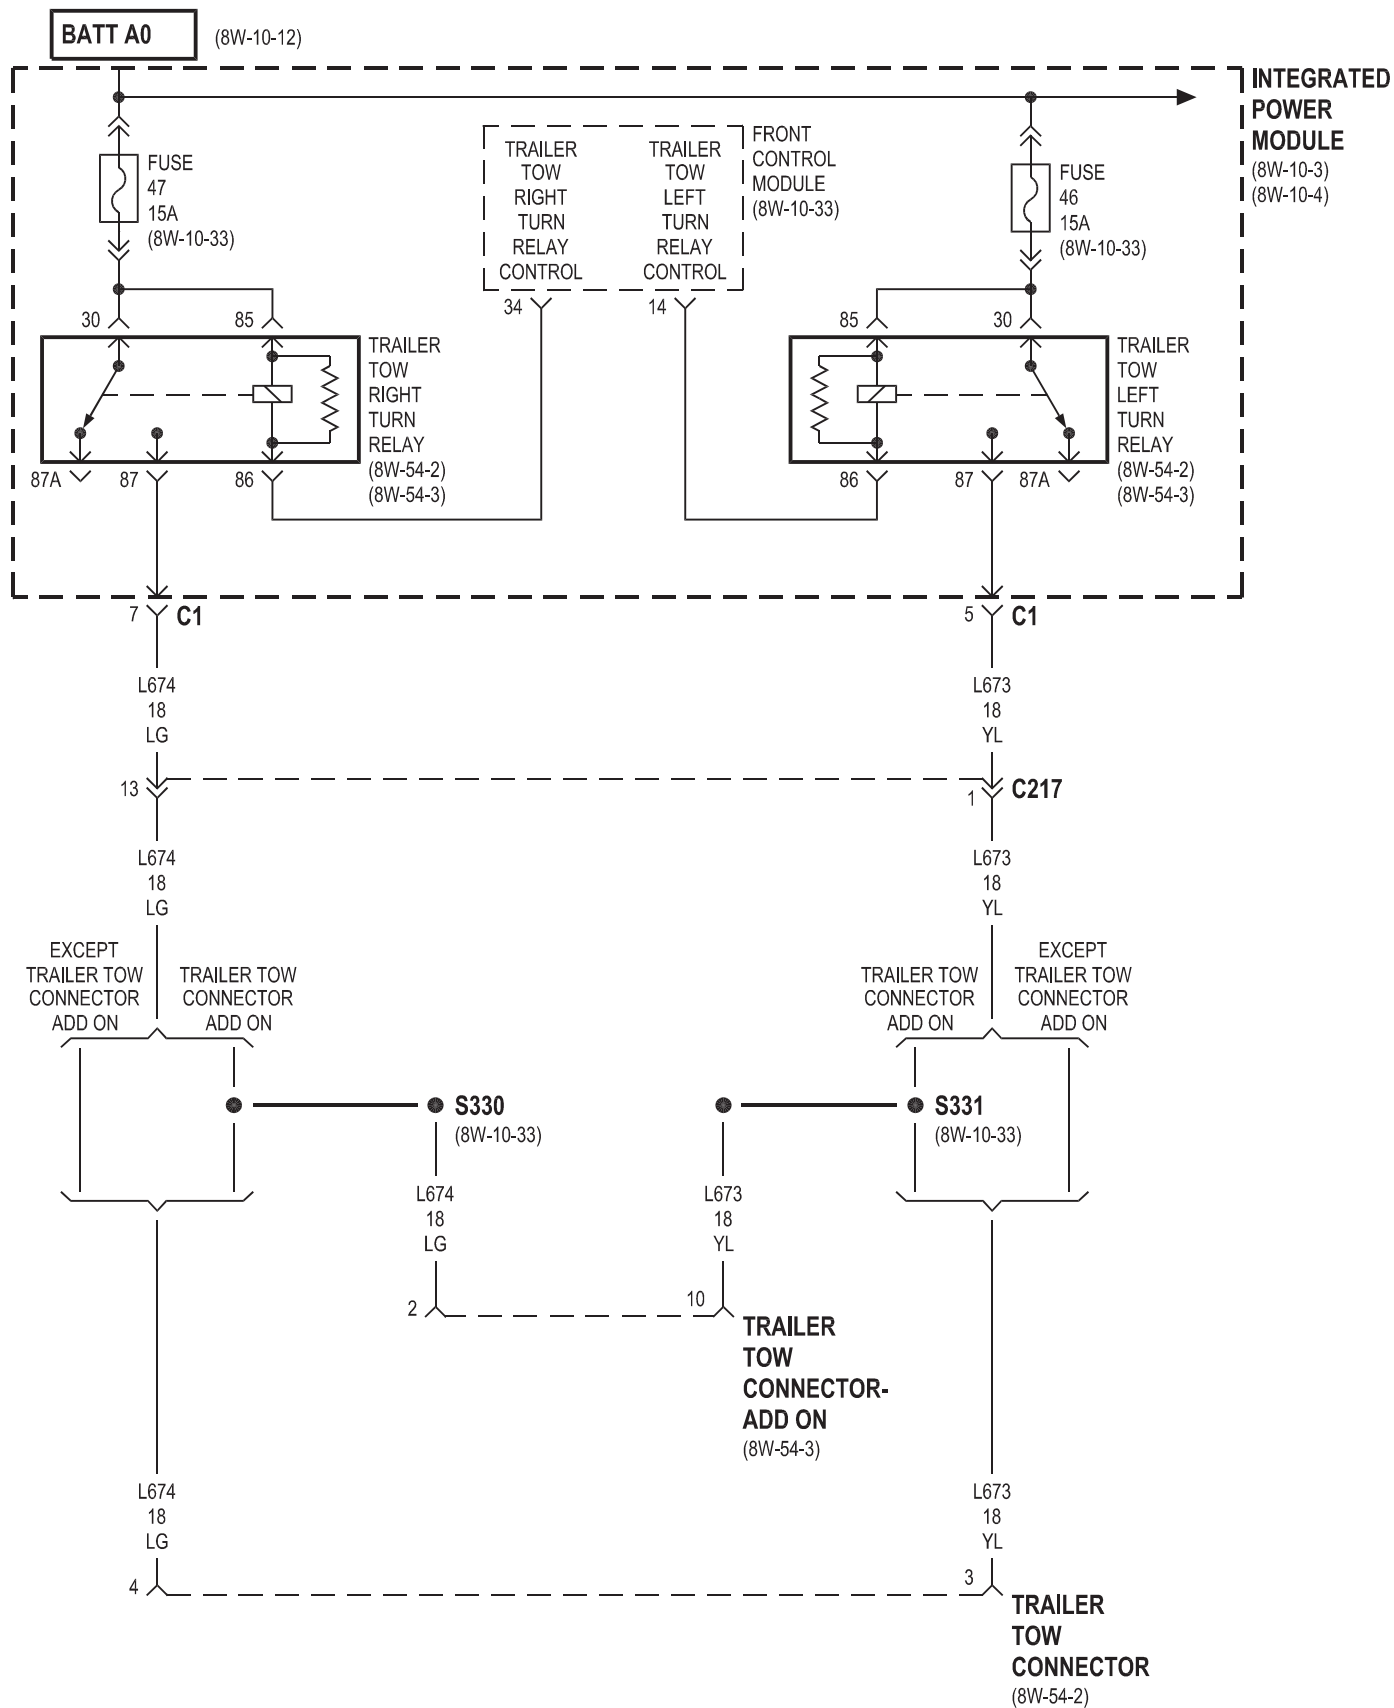 BATT A0 (8W-10-12)
INTEGRATED
POWER
MODULE
(8W-10-3)
(8W-10-4)
FUSE
47
15A
(8W-10-33)
TRAILER
TOW
RIGHT
TURN
RELAY
CONTROL
TRAILER
TOW
LEFT
TURN
RELAY
CONTROL
FRONT
CONTROL
MODULE
(8W-10-33)
FUSE
46
15A
(8W-10-33)
34
14
30
85
85
30
TRAILER
TOW
RIGHT
TURN
RELAY
(8W-54-2)
(8W-54-3)
TRAILER
TOW
LEFT
TURN
RELAY
(8W-54-2)
(8W-54-3)
87A
87
86
86
87
87A
7 C1
5 C1
L674
18
LG
L673
18
YL
13
1 C217
L674
18
LG
L673
18
YL
EXCEPT
TRAILER TOW
CONNECTOR
ADD ON
TRAILER TOW
CONNECTOR
ADD ON
TRAILER TOW
CONNECTOR
ADD ON
EXCEPT
TRAILER TOW
CONNECTOR
ADD ON
S330
(8W-10-33)
S331
(8W-10-33)
L674
18
LG
L673
18
YL
2
10
TRAILER
TOW
CONNECTOR-
ADD ON
(8W-54-3)
L674
18
LG
L673
18
YL
4
3
TRAILER
TOW
CONNECTOR
(8W-54-2)